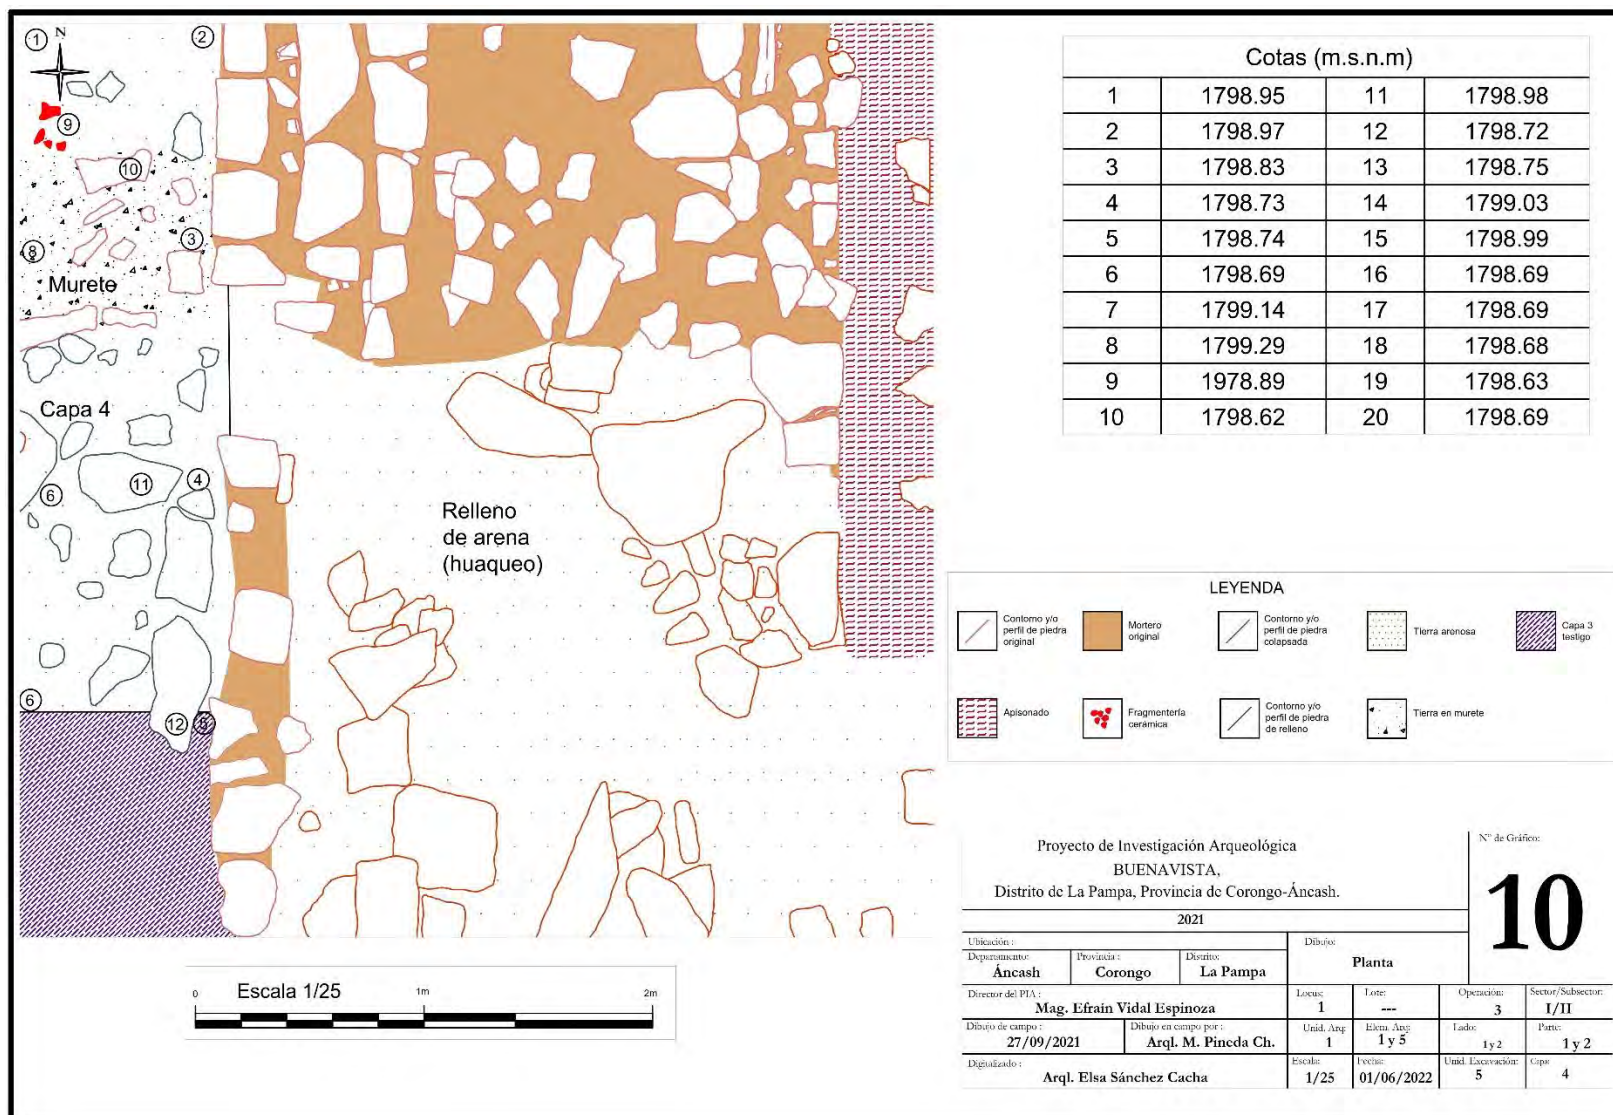 1
N
2
9
10
3
8
Murete
Capa 4
11
4
6
Relleno
de arena
(huaqueo)
6
12
5
0
Escala 1/25
1m
2m
Cotas (m.s.n.m)
1 1798.95 11 1798.98
2 1798.97 12 1798.72
3 1798.83 13 1798.75
4 1798.73 14 1799.03
5 1798.74 15 1798.99
6 1798.69 16 1798.69
7 1799.14 17 1798.69
8 1799.29 18 1798.68
9 1978.89 19 1798.63
10 1798.62 20 1798.69
LEYENDA
Contorno y/o
perfil de piedra
original
Mortero
original
Contorno y/o
perfil de piedra
colapsada
Tierra arenosa
Capa 3
testigo
Apisonado
Fragmentería
cerámica
Contorno y/o
perfil de piedra
de relleno
Tierra en murete
Proyecto de Investigación Arqueológica
BUENAVISTA,
Distrito de La Pampa, Provincia de Corongo-Áncash.
2021
N° de Gráfico:
10
Ubicación :
Departamento: Provincia : Distrito:
Áncash Corongo La Pampa
Dibujo:
Planta
Director del PIA :
Mag. Efrain Vidal Espinoza
Locus: Lote: Operación: Sector/Subsector:
1 --- 3 I/II
Dibujo de campo : Dibujo en campo por :
27/09/2021 Arql. M. Pineda Ch.
Unid. Arq: Elem. Arq: Lado: Parte:
1 1 y 5 1 y 2 1 y 2
Digitalizado :
Arql. Elsa Sánchez Cacha
Escala: Fecha: Unid. Excavación: Capa:
1/25 01/06/2022 5 4